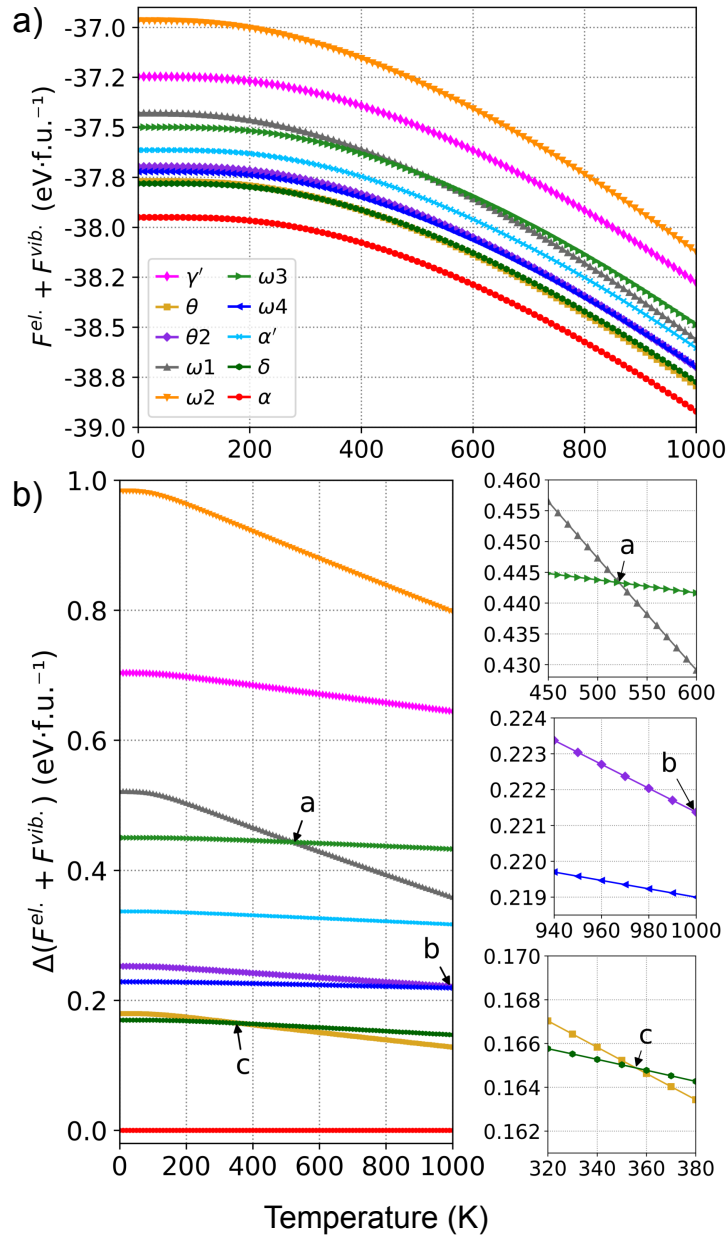 a)
-37.0
-37.2
-37.5
-37.8
-38.0
-38.2
-38.5
-38.8
-39.0
F^{el.} + F^{vib.} (eV·f.u.⁻¹)
γ′
θ
θ2
ω1
ω2
ω3
ω4
α′
δ
α
0 200 400 600 800 1000
b)
1.0
0.8
0.6
0.4
0.2
0.0
Δ(F^{el.} + F^{vib.}) (eV·f.u.⁻¹)
a
b
c
0 200 400 600 800 1000
0.460
0.455
0.450
0.445
0.440
0.435
0.430
a
450 500 550 600
0.224
0.223
0.221
0.220
0.219
b
940 960 980 1000
0.170
0.168
0.166
0.164
0.162
c
320 340 360 380
Temperature (K)